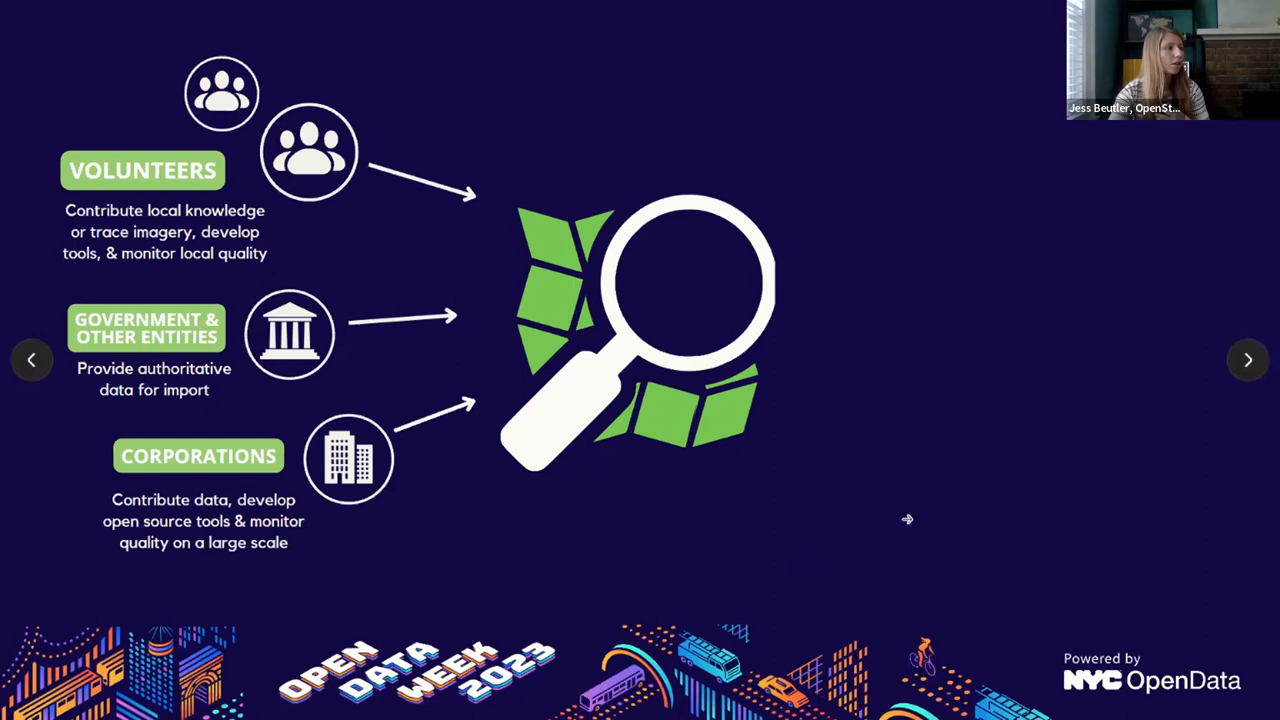 Jess Beutler, OpenSt...
VOLUNTEERS
Contribute local knowledge
or trace imagery, develop
tools, & monitor local quality
GOVERNMENT &
OTHER ENTITIES
Provide authoritative
data for import
CORPORATIONS
Contribute data, develop
open source tools & monitor
quality on a large scale
OPEN
DATA
WEEK
2023
Powered by
NYC OpenData